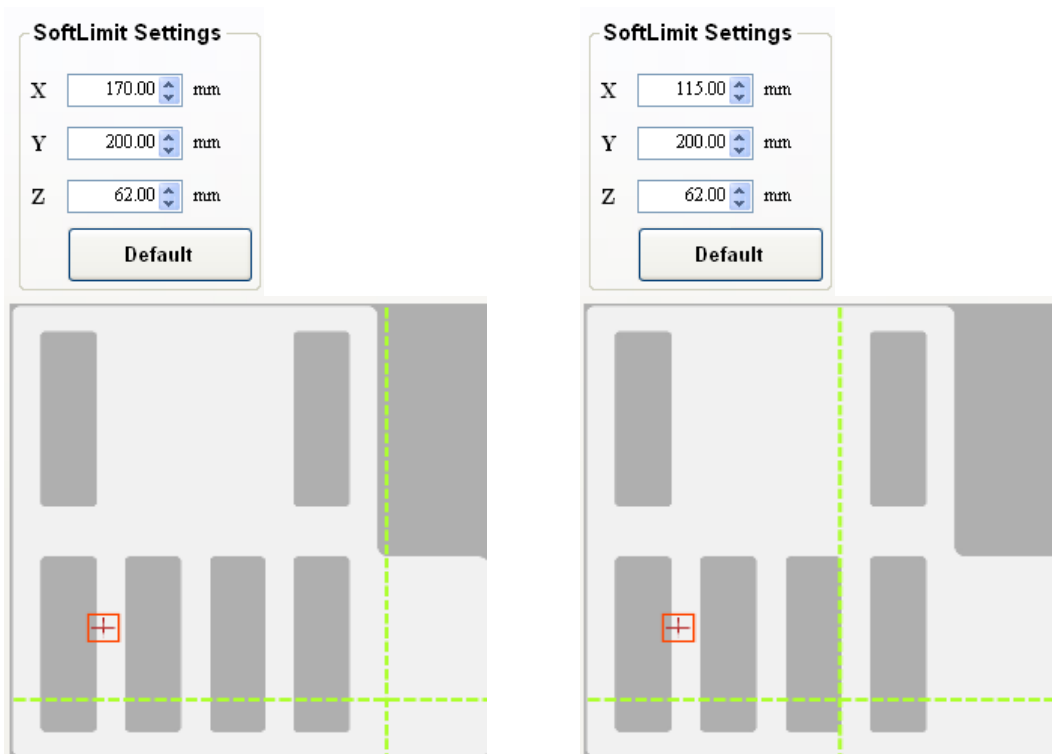 SoftLimit Settings
X 170.00 mm
Y 200.00 mm
Z 62.00 mm
Default
SoftLimit Settings
X 115.00 mm
Y 200.00 mm
Z 62.00 mm
Default